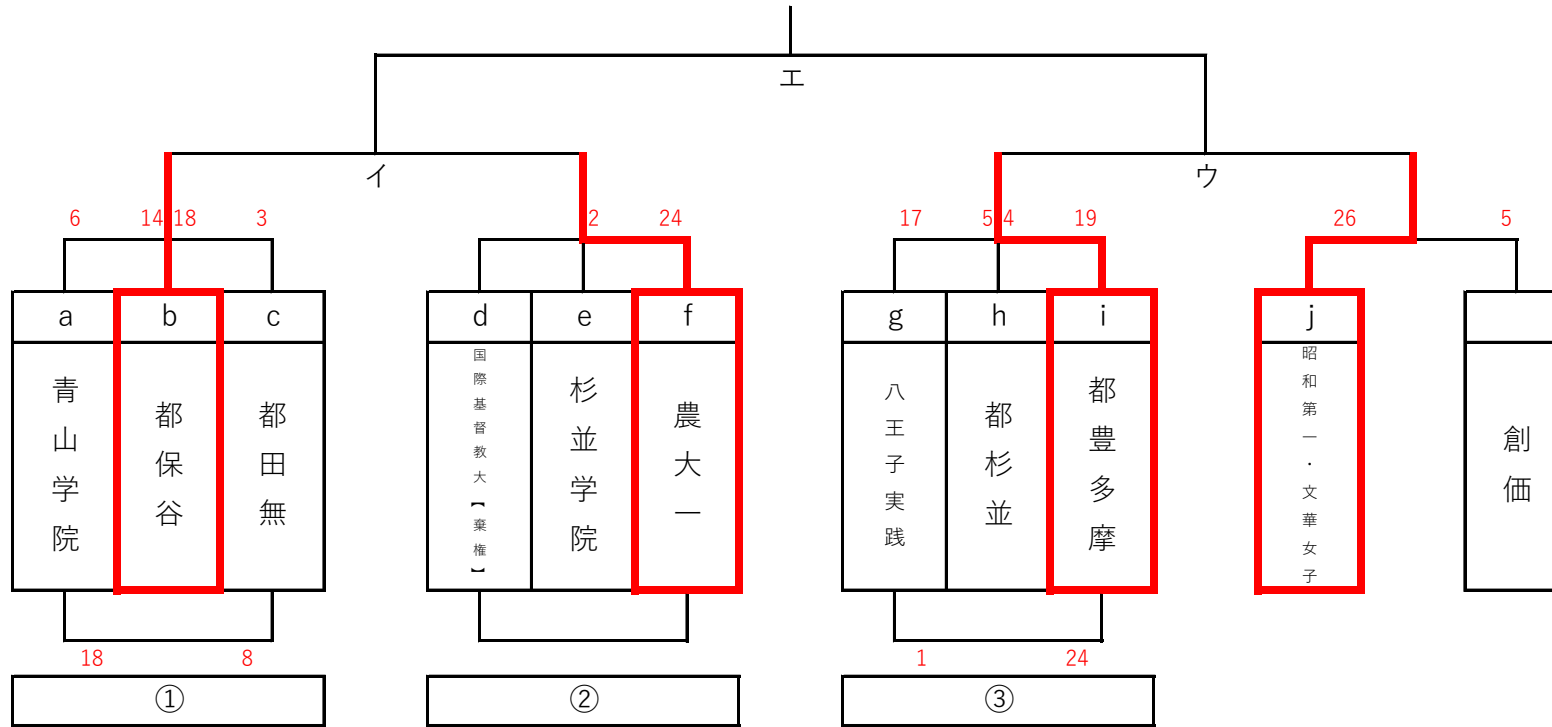 エ
イ
ウ
6 14 18 3 2 24 17 5 4 19 26 5
a b c d e f g h i j
青山学院
都保谷
都田無
国際基督教大【棄権】
杉並学院
農大一
八王子実践
都杉並
都豊多摩
昭和第一・文華女子
創価
18 8 1 24
① ② ③